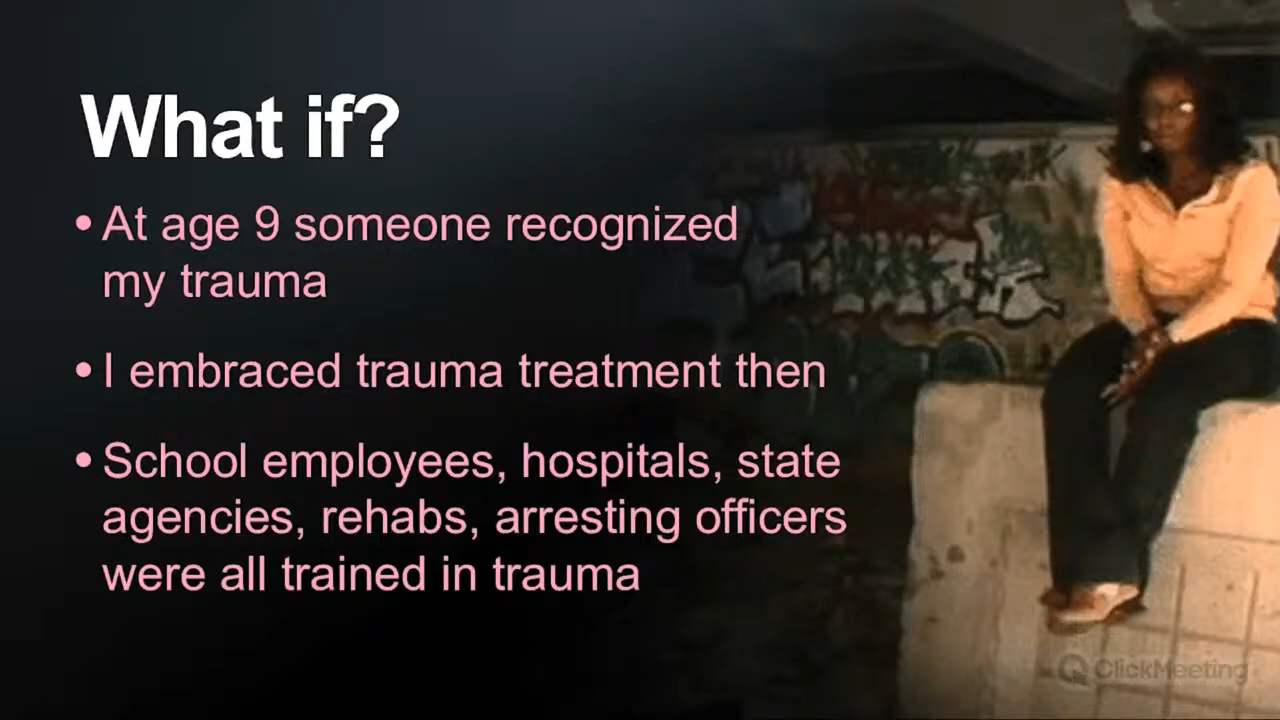 What if?
• At age 9 someone recognized
my trauma
• I embraced trauma treatment then
• School employees, hospitals, state
agencies, rehabs, arresting officers
were all trained in trauma
ClickMeeting